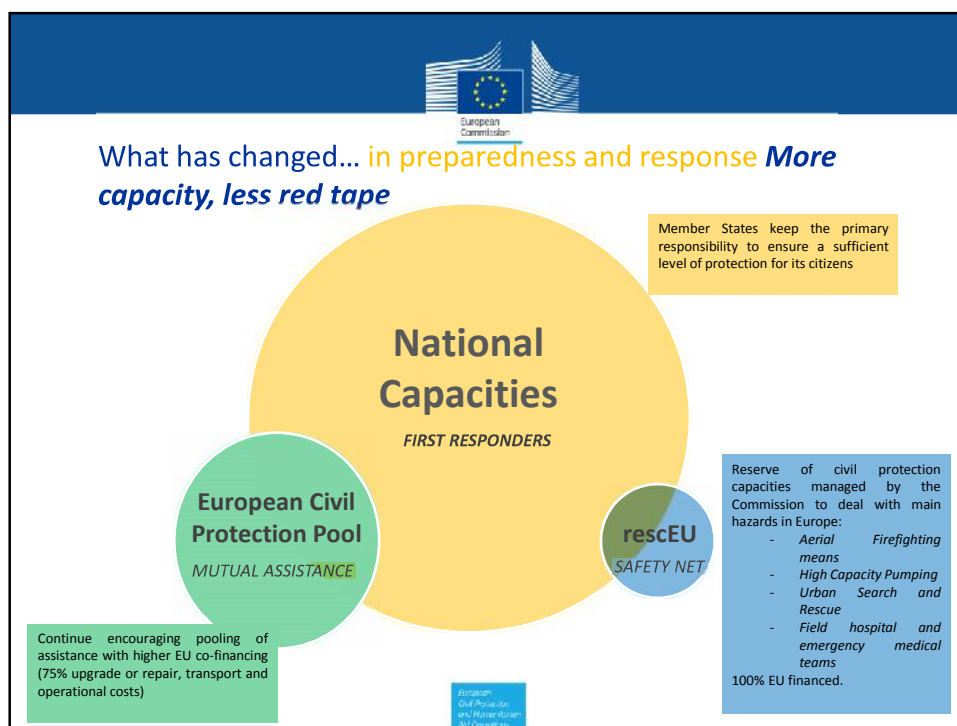 European
Commission
What has changed... in preparedness and response More
capacity, less red tape
Member States keep the primary
responsibility to ensure a sufficient
level of protection for its citizens
National
Capacities
FIRST RESPONDERS
European Civil
Protection Pool
MUTUAL ASSISTANCE
rescEU
SAFETY NET
Reserve of civil protection
capacities managed by the
Commission to deal with main
hazards in Europe:
- Aerial Firefighting
means
- High Capacity Pumping
- Urban Search and
Rescue
- Field hospital and
emergency medical
teams
100% EU financed.
Continue encouraging pooling of
assistance with higher EU co-financing
(75% upgrade or repair, transport and
operational costs)
European
Civil Protection
and Humanitarian